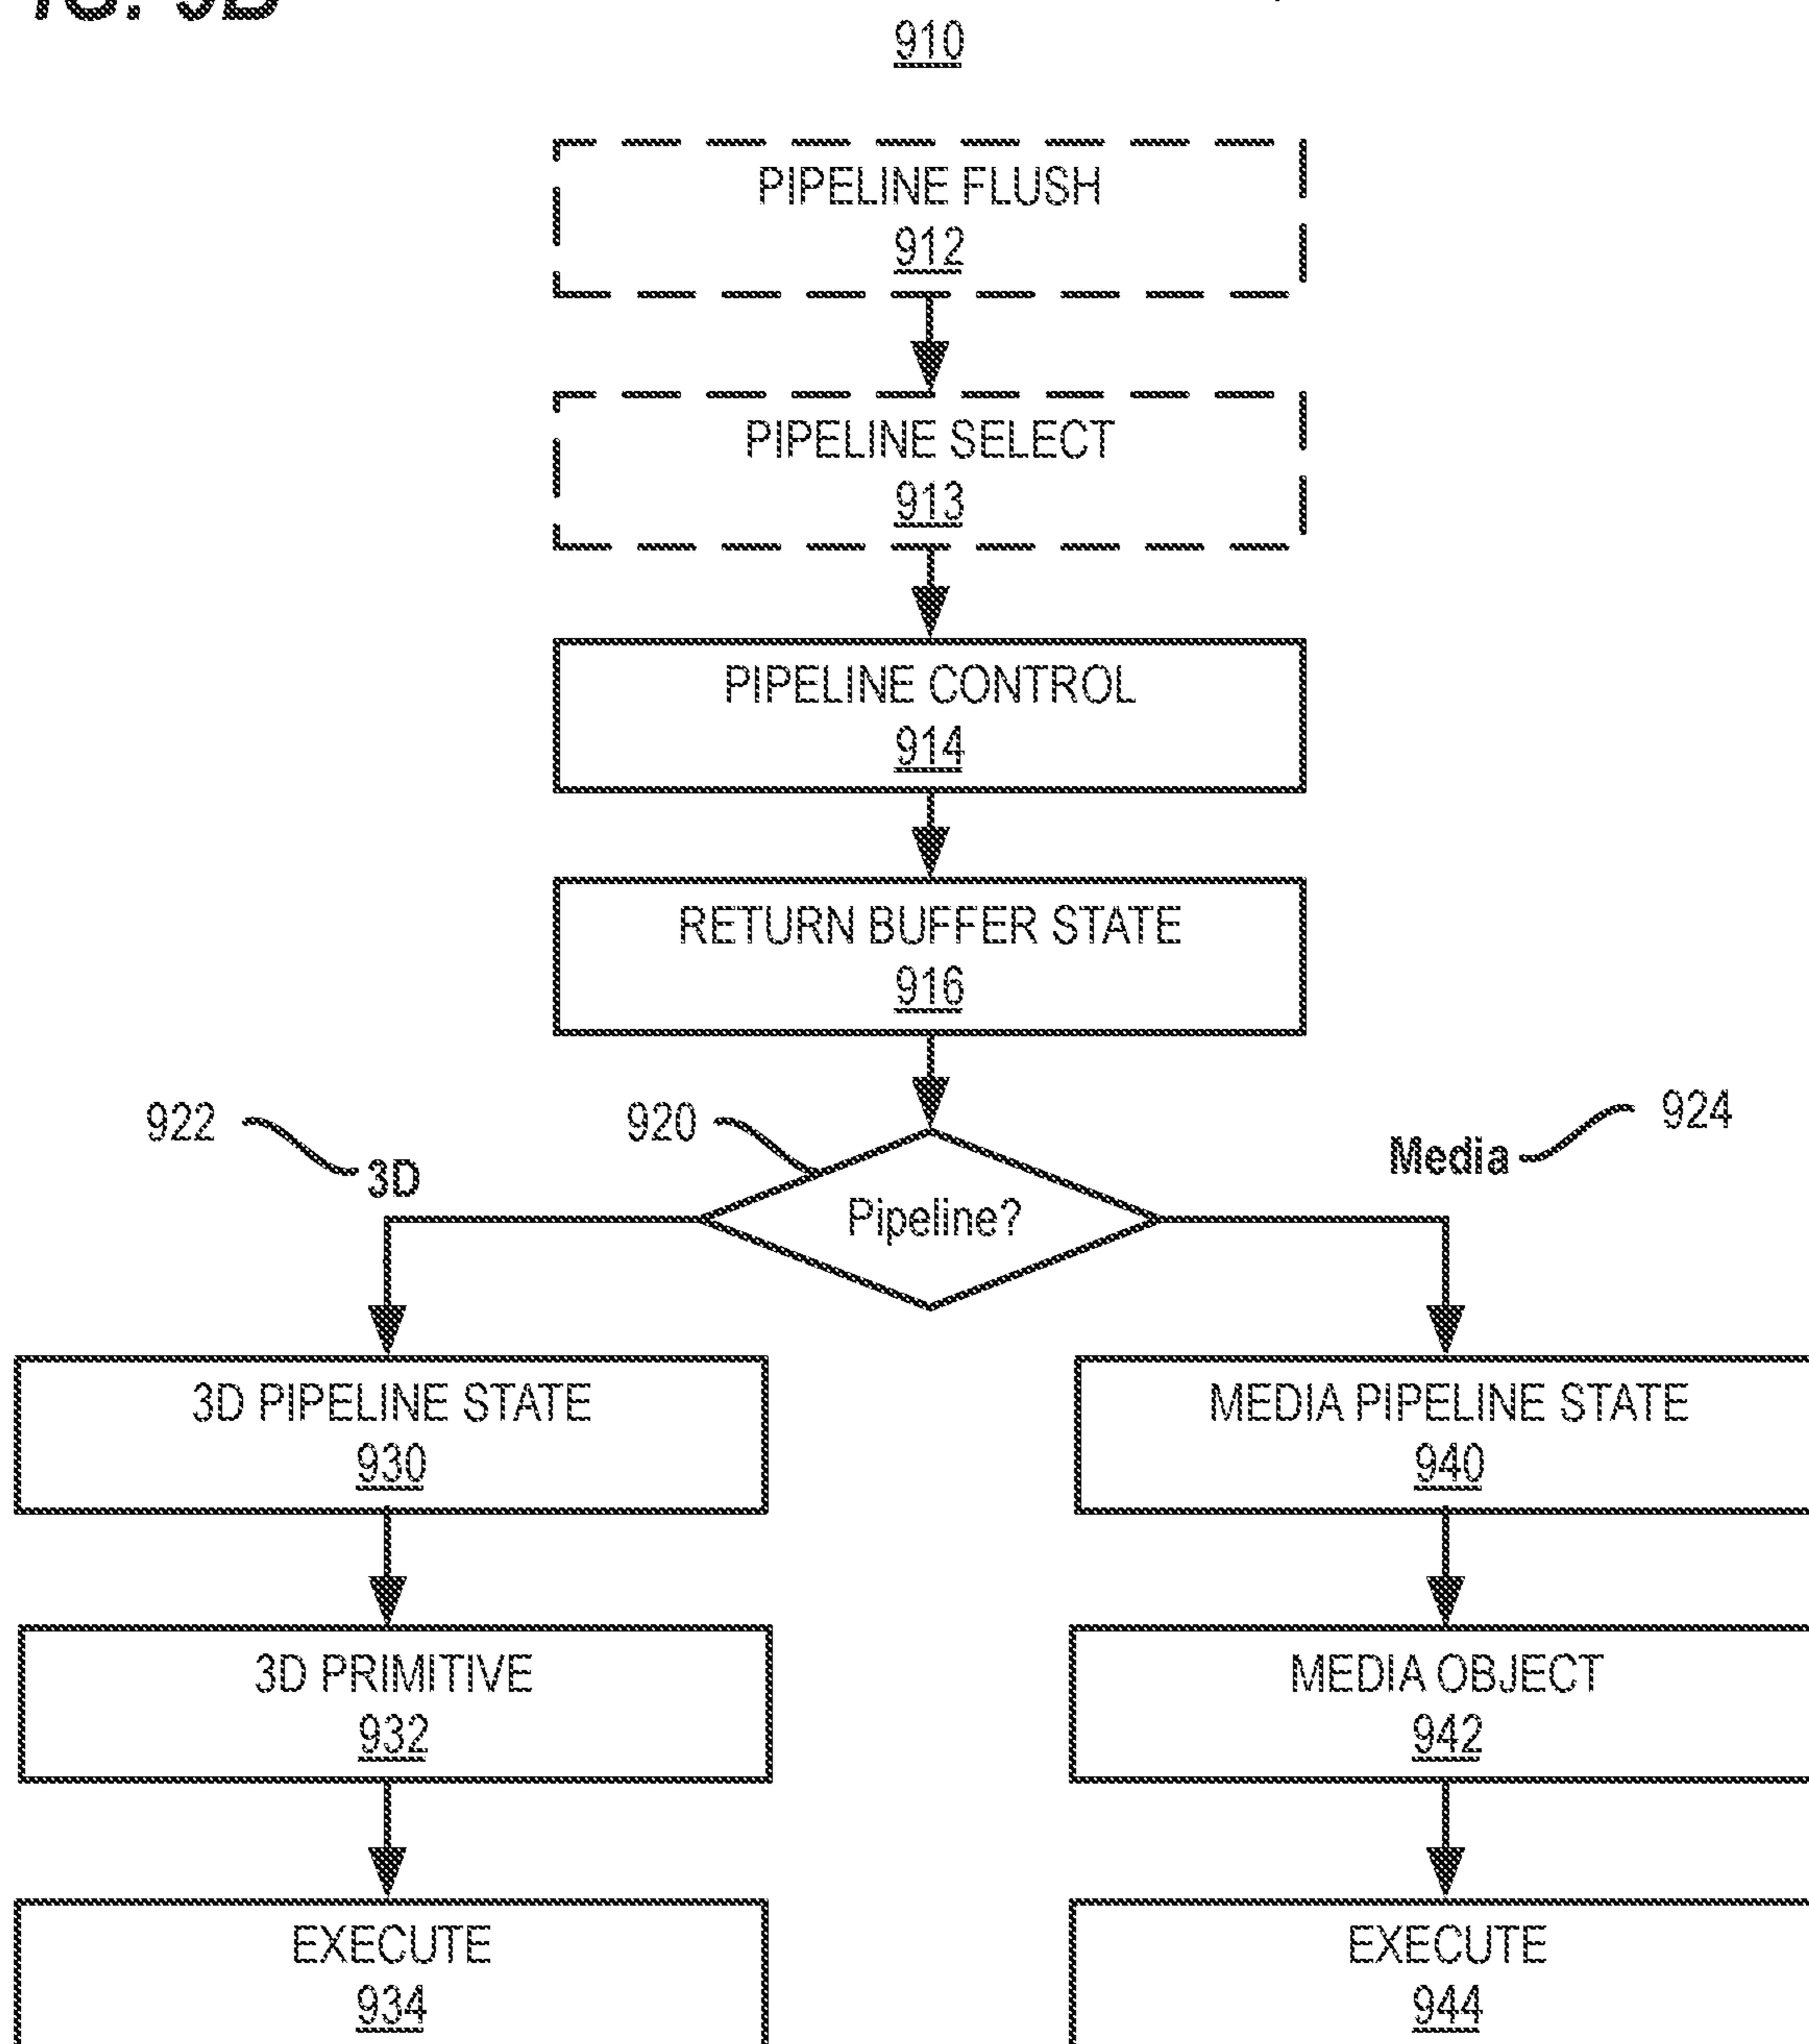 910
PIPELINE FLUSH
912
PIPELINE SELECT
913
PIPELINE CONTROL
914
RETURN BUFFER STATE
916
922
3D
920
Pipeline?
Media
924
3D PIPELINE STATE
930
MEDIA PIPELINE STATE
940
3D PRIMITIVE
932
MEDIA OBJECT
942
EXECUTE
934
EXECUTE
944